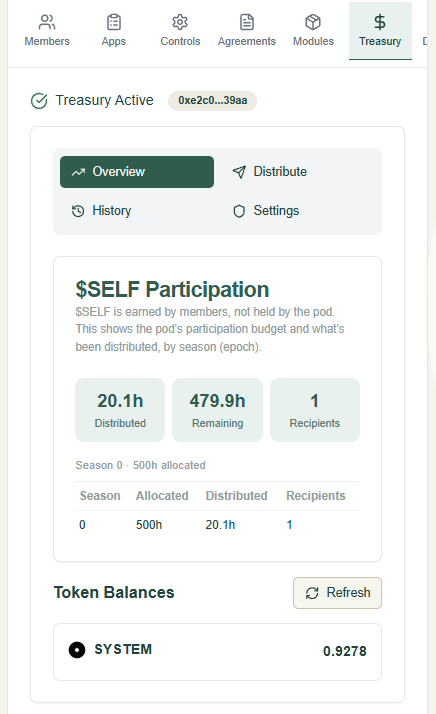 Members Apps Controls Agreements Modules Treasury
Treasury Active 0xe2c0...39aa
Overview Distribute
History Settings
$SELF Participation
$SELF is earned by members, not held by the pod.
This shows the pod's participation budget and what's
been distributed, by season (epoch).
20.1h 479.9h 1
Distributed Remaining Recipients
Season 0 · 500h allocated
Season Allocated Distributed Recipients
0 500h 20.1h 1
Token Balances Refresh
SYSTEM 0.9278